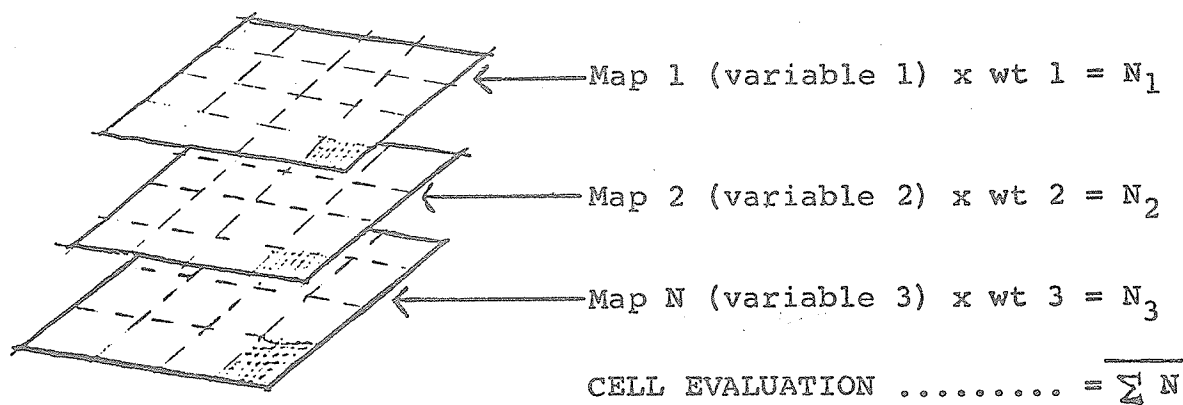 Map 1 (variable 1) x wt 1 = N₁
Map 2 (variable 2) x wt 2 = N₂
Map N (variable 3) x wt 3 = N₃
CELL EVALUATION ......... = Σ N